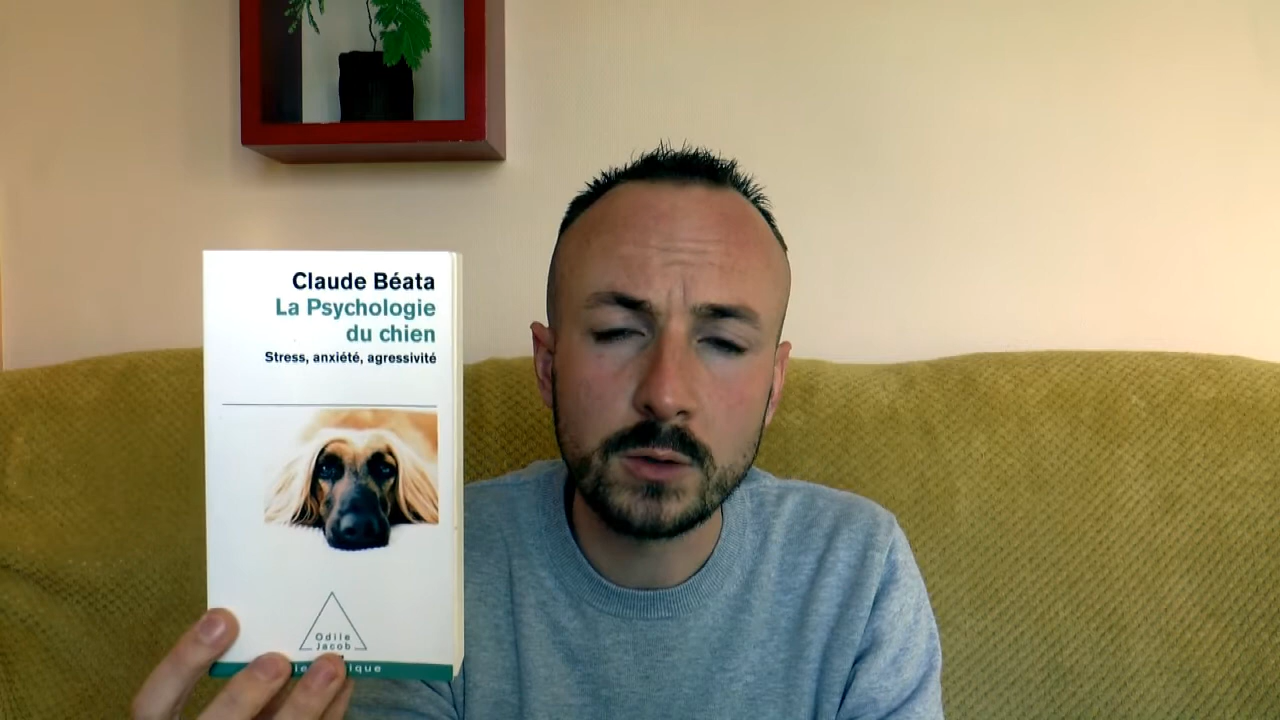 Claude Béata
La Psychologie
du chien
Stress, anxiété, agressivité
Odile
Jacob